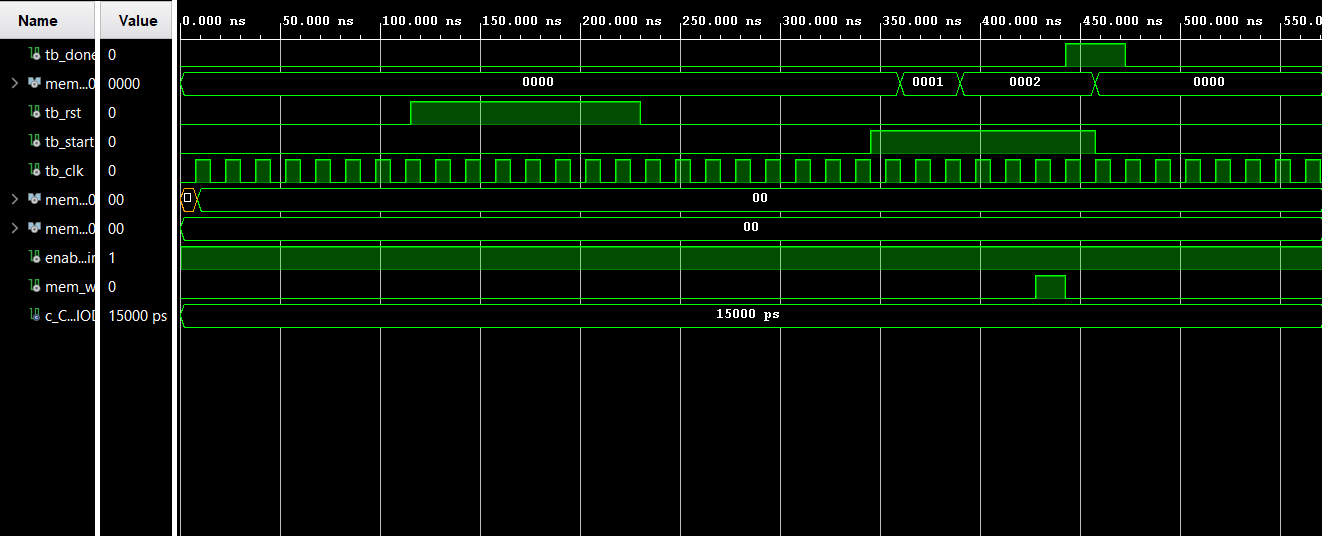 Name Value 0.000 ns 50.000 ns 100.000 ns 150.000 ns 200.000 ns 250.000 ns 300.000 ns 350.000 ns 400.000 ns 450.000 ns 500.000 ns 550.0
tb_done 0
mem...0 0000 0000 0001 0002 0000
tb_rst 0
tb_start 0
tb_clk 0
mem...0 00 00
mem...0 00 00
enab...ir 1
mem_w 0
c_C...IOD 15000 ps 15000 ps